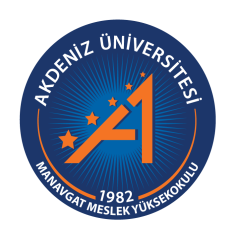 AKDENİZ ÜNİVERSİTESİ
1982
MANAVGAT MESLEK YÜKSEKOKULU